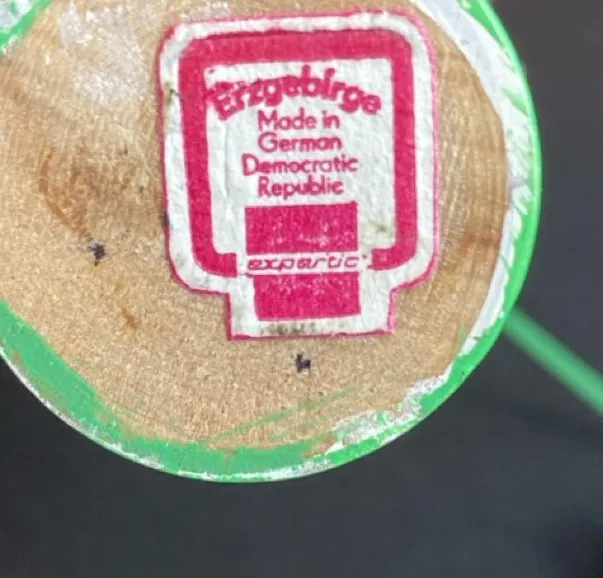 Erzgebirge
Made in
German
Democratic
Republic
expertic